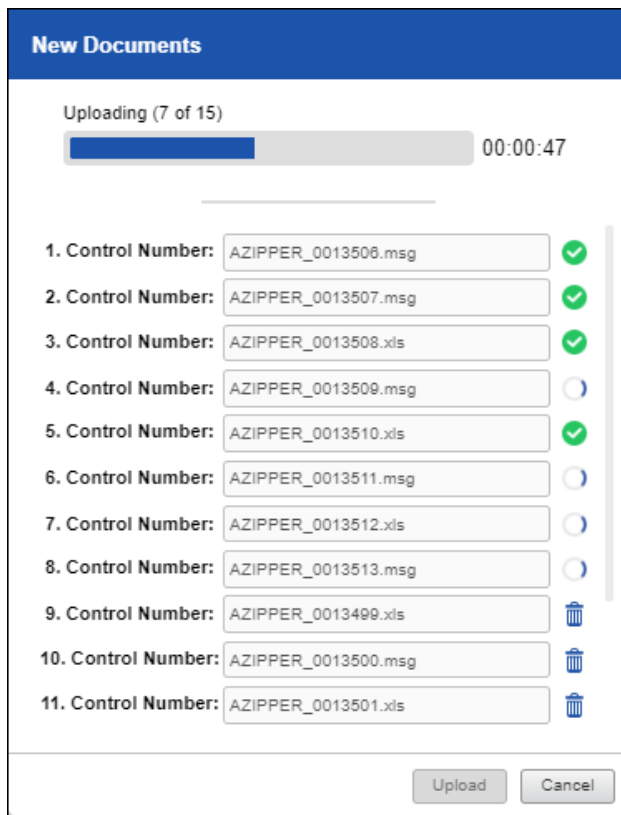 New Documents
Uploading (7 of 15)
00:00:47
1. Control Number: AZIPPER_0013506.msg
2. Control Number: AZIPPER_0013507.msg
3. Control Number: AZIPPER_0013508.xls
4. Control Number: AZIPPER_0013509.msg
5. Control Number: AZIPPER_0013510.xls
6. Control Number: AZIPPER_0013511.msg
7. Control Number: AZIPPER_0013512.xls
8. Control Number: AZIPPER_0013513.msg
9. Control Number: AZIPPER_0013499.xls
10. Control Number: AZIPPER_0013500.msg
11. Control Number: AZIPPER_0013501.xls
Upload Cancel